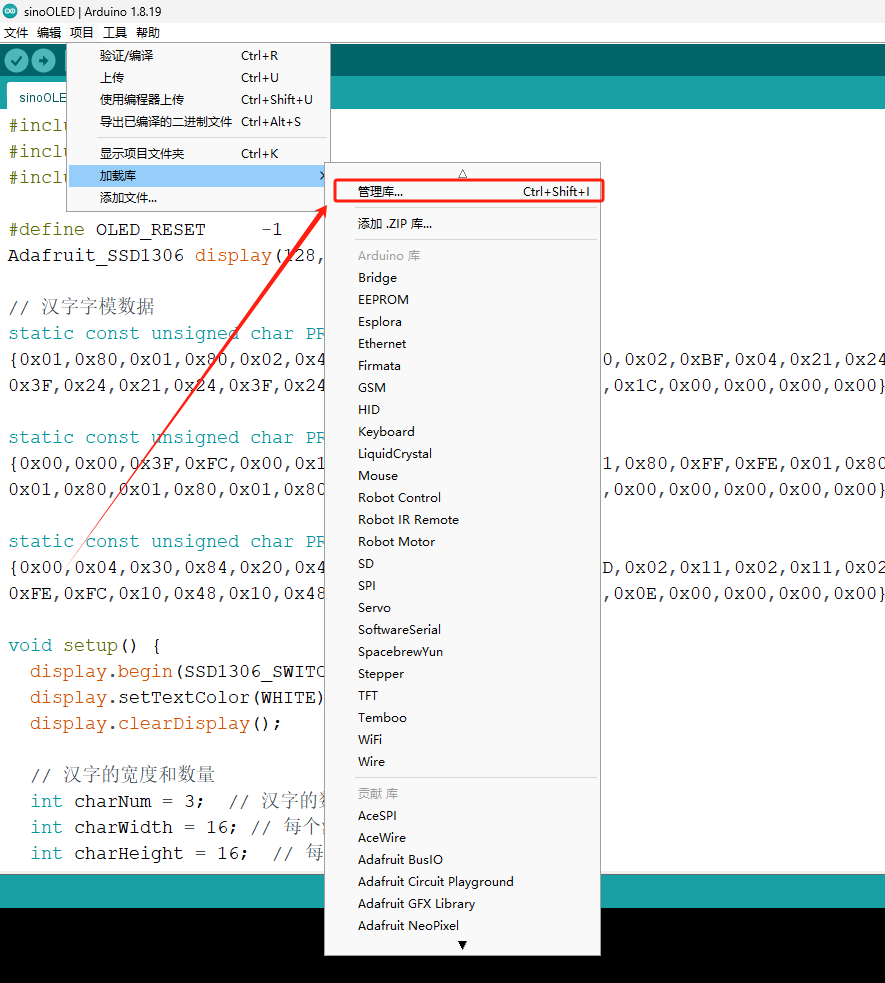 sinoOLED | Arduino 1.8.19
文件 编辑 项目 工具 帮助
验证/编译 Ctrl+R
上传 Ctrl+U
使用编程器上传 Ctrl+Shift+U
导出已编译的二进制文件 Ctrl+Alt+S
显示项目文件夹 Ctrl+K
加载库
添加文件...
管理库... Ctrl+Shift+I
添加 .ZIP 库...
Arduino 库
Bridge
EEPROM
Esplora
Ethernet
Firmata
GSM
HID
Keyboard
LiquidCrystal
Mouse
Robot Control
Robot IR Remote
Robot Motor
SD
SPI
Servo
SoftwareSerial
SpacebrewYun
Stepper
TFT
Temboo
WiFi
Wire
贡献 库
AceSPI
AceWire
Adafruit BusIO
Adafruit Circuit Playground
Adafruit GFX Library
Adafruit NeoPixel
sinoOLE
#inclu
#inclu
#inclu
#define OLED_RESET -1
Adafruit_SSD1306 display(128,
// 汉字字模数据
static const unsigned char PR
{0x01,0x80,0x01,0x80,0x02,0x4 0,0x02,0xBF,0x04,0x21,0x24
0x3F,0x24,0x21,0x24,0x3F,0x24 ,0x1C,0x00,0x00,0x00,0x00}
static const unsigned char PR
{0x00,0x00,0x3F,0xFC,0x00,0x1 1,0x80,0xFF,0xFE,0x01,0x80
0x01,0x80,0x01,0x80,0x01,0x80 ,0x00,0x00,0x00,0x00,0x00}
static const unsigned char PR
{0x00,0x04,0x30,0x84,0x20,0x4 D,0x02,0x11,0x02,0x11,0x02
0xFE,0xFC,0x10,0x48,0x10,0x48 ,0x0E,0x00,0x00,0x00,0x00}
void setup() {
display.begin(SSD1306_SWITC
display.setTextColor(WHITE)
display.clearDisplay();
// 汉字的宽度和数量
int charNum = 3; // 汉字的数
int charWidth = 16; // 每个
int charHeight = 16; // 每